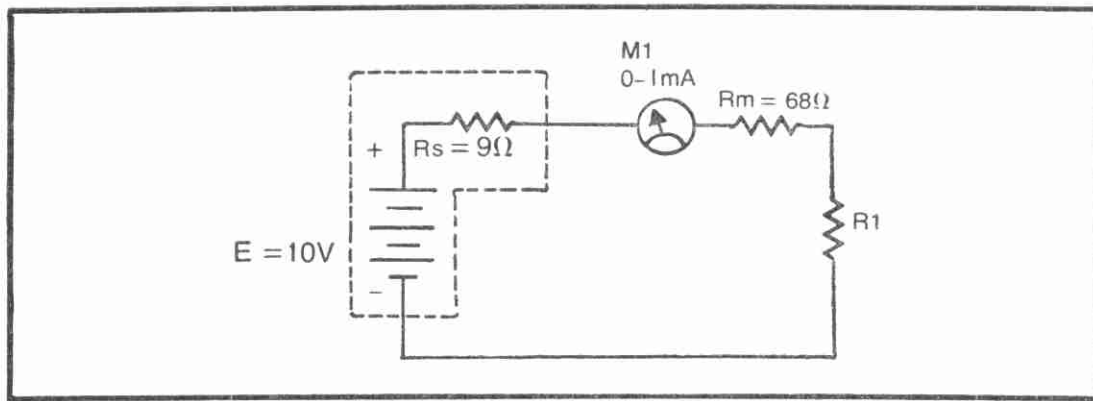 M1
0-1mA
Rm = 68Ω
+
Rs = 9Ω
R1
E = 10V
-